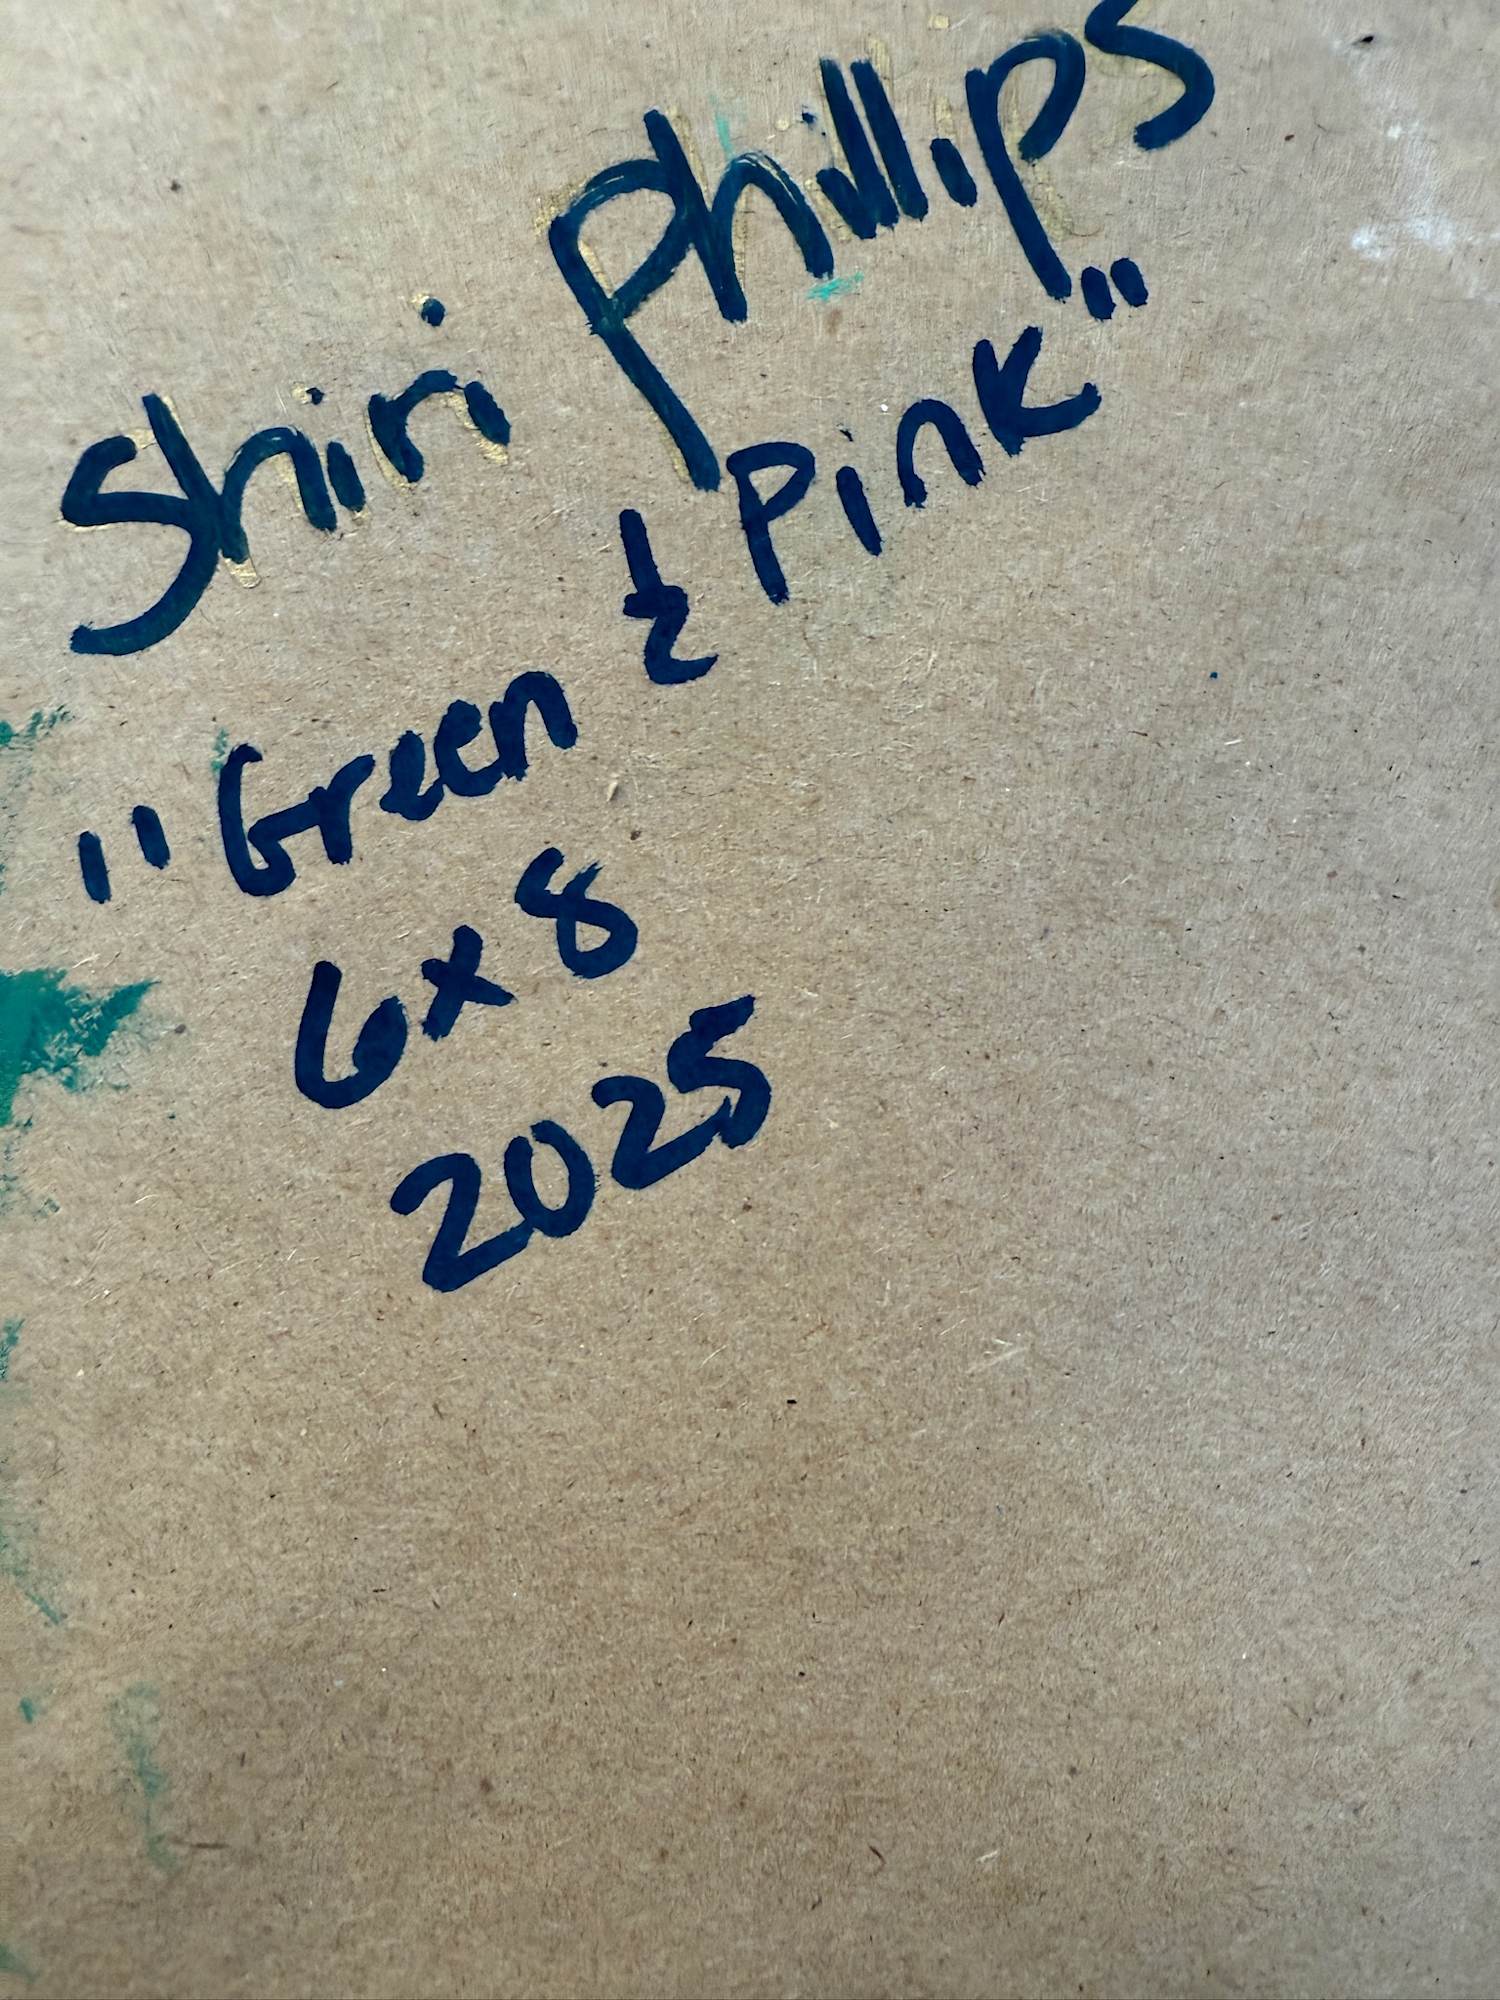 Shiri Phillips
"Green & Pink"
6x8
2025